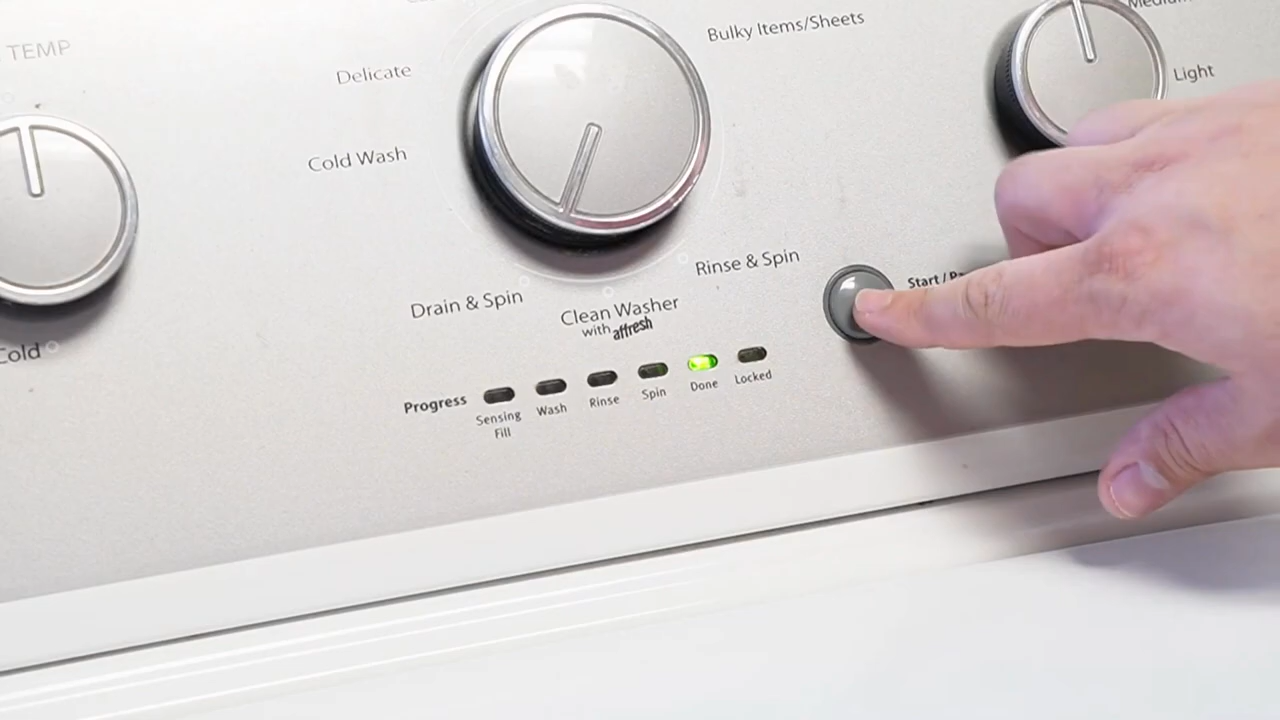 TEMP
Delicate
Cold Wash
Cold
Bulky Items/Sheets
Light
Rinse & Spin
Drain & Spin
Clean Washer
with affresh
Start /
Progress
Sensing
Fill
Wash
Rinse
Spin
Done
Locked